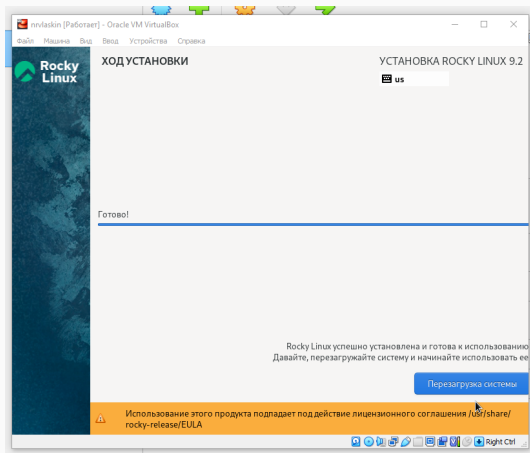 nrvlaskin [Работает] - Oracle VM VirtualBox
Файл Машина Вид Ввод Устройства Справка
Rocky Linux
ХОД УСТАНОВКИ
УСТАНОВКА ROCKY LINUX 9.2
us
Готово!
Rocky Linux успешно установлена и готова к использованию
Давайте, перезагружайте систему и начинайте использовать ее
Перезагрузка системы
Использование этого продукта подпадает под действие лицензионного соглашения /usr/share/
rocky-release/EULA
Right Ctrl